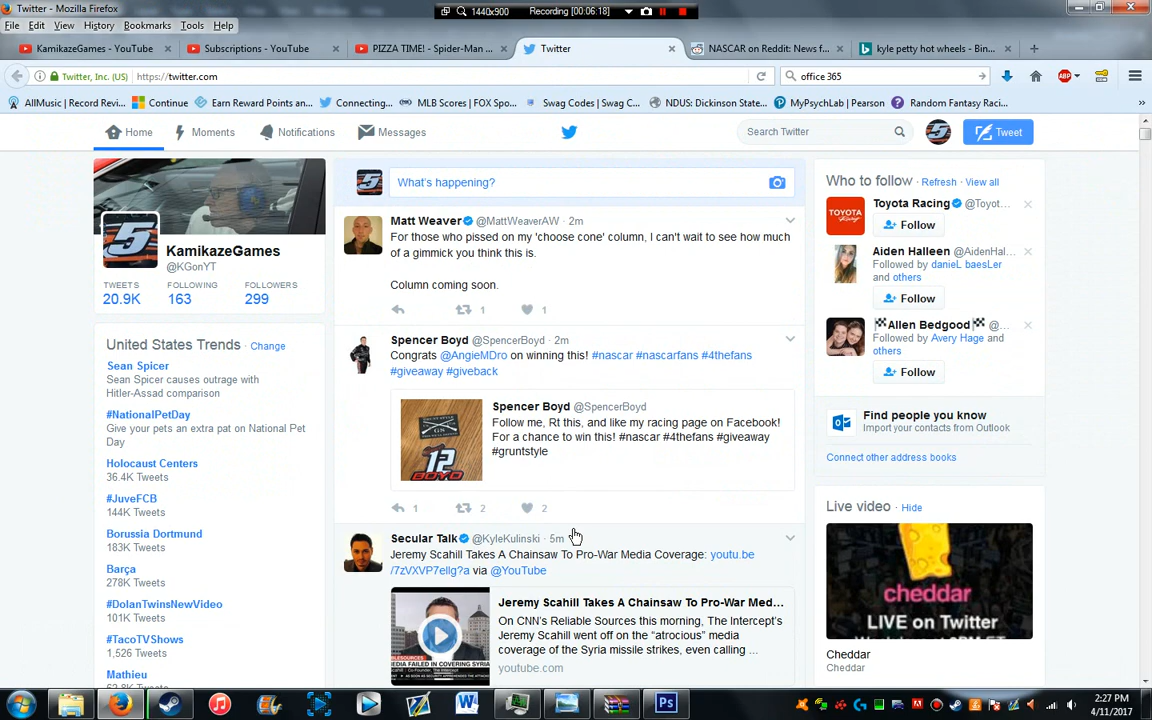 Twitter - Mozilla Firefox
1440x900
Recording [00:06:18]
File Edit View History Bookmarks Tools Help
KamikazeGames - YouTube
Subscriptions - YouTube
PIZZA TIME! - Spider-Man ...
Twitter
NASCAR on Reddit: News f...
kyle petty hot wheels - Bin...
Twitter, Inc. (US)
https://twitter.com
office 365
ABP
AllMusic | Record Revi...
Continue
Earn Reward Points an...
Connecting...
MLB Scores | FOX Spo...
Swag Codes | Swag C...
NDUS: Dickinson State...
MyPsychLab | Pearson
Random Fantasy Raci...
Home
Moments
Notifications
Messages
Search Twitter
Tweet
KamikazeGames
@KGonYT
TWEETS FOLLOWING FOLLOWERS
20.9K 163 299
United States Trends · Change
Sean Spicer
Sean Spicer causes outrage with
Hitler-Assad comparison
#NationalPetDay
Give your pets an extra pat on National Pet
Day
Holocaust Centers
36.4K Tweets
#JuveFCB
144K Tweets
Borussia Dortmund
183K Tweets
Barça
278K Tweets
#DolanTwinsNewVideo
101K Tweets
#TacoTVShows
1,526 Tweets
Mathieu
What's happening?
Matt Weaver @MattWeaverAW · 2m
For those who pissed on my 'choose cone' column, I can't wait to see how much
of a gimmick you think this is.
Column coming soon.
1 1
Spencer Boyd @SpencerBoyd · 2m
Congrats @AngieMDro on winning this! #nascar #nascarfans #4thefans
#giveaway #giveback
Spencer Boyd @SpencerBoyd
Follow me, Rt this, and like my racing page on Facebook!
For a chance to win this! #nascar #4thefans #giveaway
#gruntstyle
12
BOYD
1 2 2
Secular Talk @KyleKulinski · 5m
Jeremy Scahill Takes A Chainsaw To Pro-War Media Coverage: youtu.be
/7zVXVP7ellg?a via @YouTube
Jeremy Scahill Takes A Chainsaw To Pro-War Med...
On CNN's Reliable Sources this morning, The Intercept's
Jeremy Scahill went off on the "atrocious" media
coverage of the Syria missile strikes, even calling ...
youtube.com
Who to follow · Refresh · View all
Toyota Racing @Toyot...
TOYOTA
Follow
Aiden Halleen @AidenHal...
Followed by danieL baesLer
and others
Follow
Allen Bedgood @...
Followed by Avery Hage and
others
Follow
Find people you know
Import your contacts from Outlook
Connect other address books
Live video · Hide
cheddar
LIVE on Twitter
Cheddar
Cheddar
2:27 PM
4/11/2017